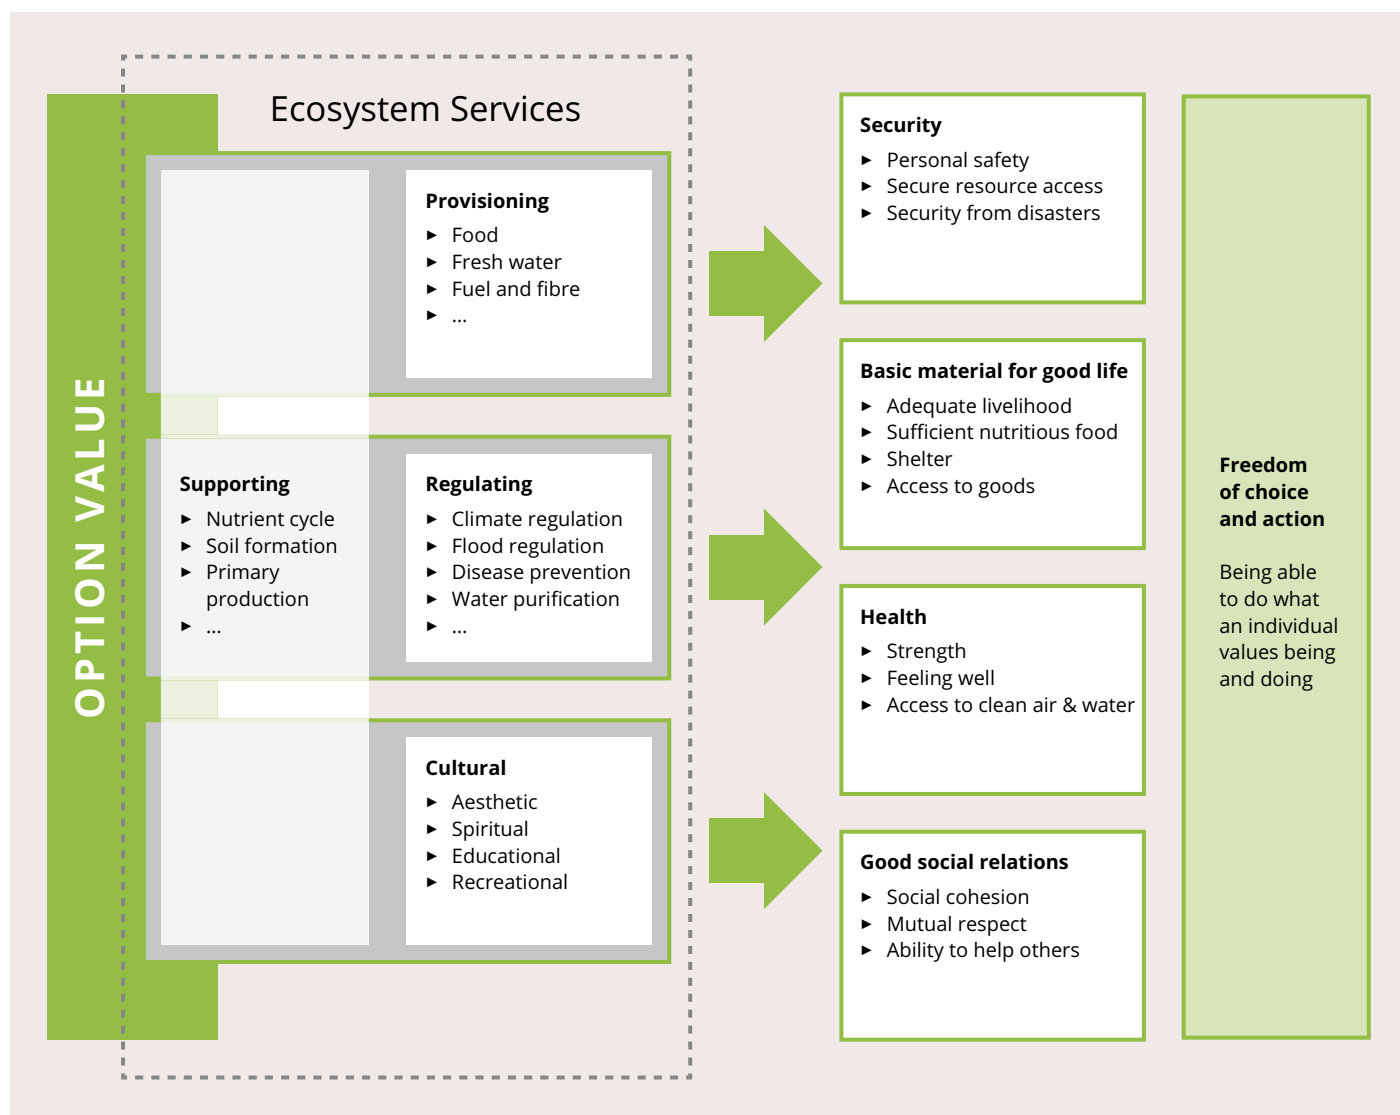 OPTION VALUE
Ecosystem Services
Provisioning
► Food
► Fresh water
► Fuel and fibre
► ...
Supporting
► Nutrient cycle
► Soil formation
► Primary
production
► ...
Regulating
► Climate regulation
► Flood regulation
► Disease prevention
► Water purification
► ...
Cultural
► Aesthetic
► Spiritual
► Educational
► Recreational
Security
► Personal safety
► Secure resource access
► Security from disasters
Basic material for good life
► Adequate livelihood
► Sufficient nutritious food
► Shelter
► Access to goods
Health
► Strength
► Feeling well
► Access to clean air & water
Good social relations
► Social cohesion
► Mutual respect
► Ability to help others
Freedom
of choice
and action
Being able
to do what
an individual
values being
and doing